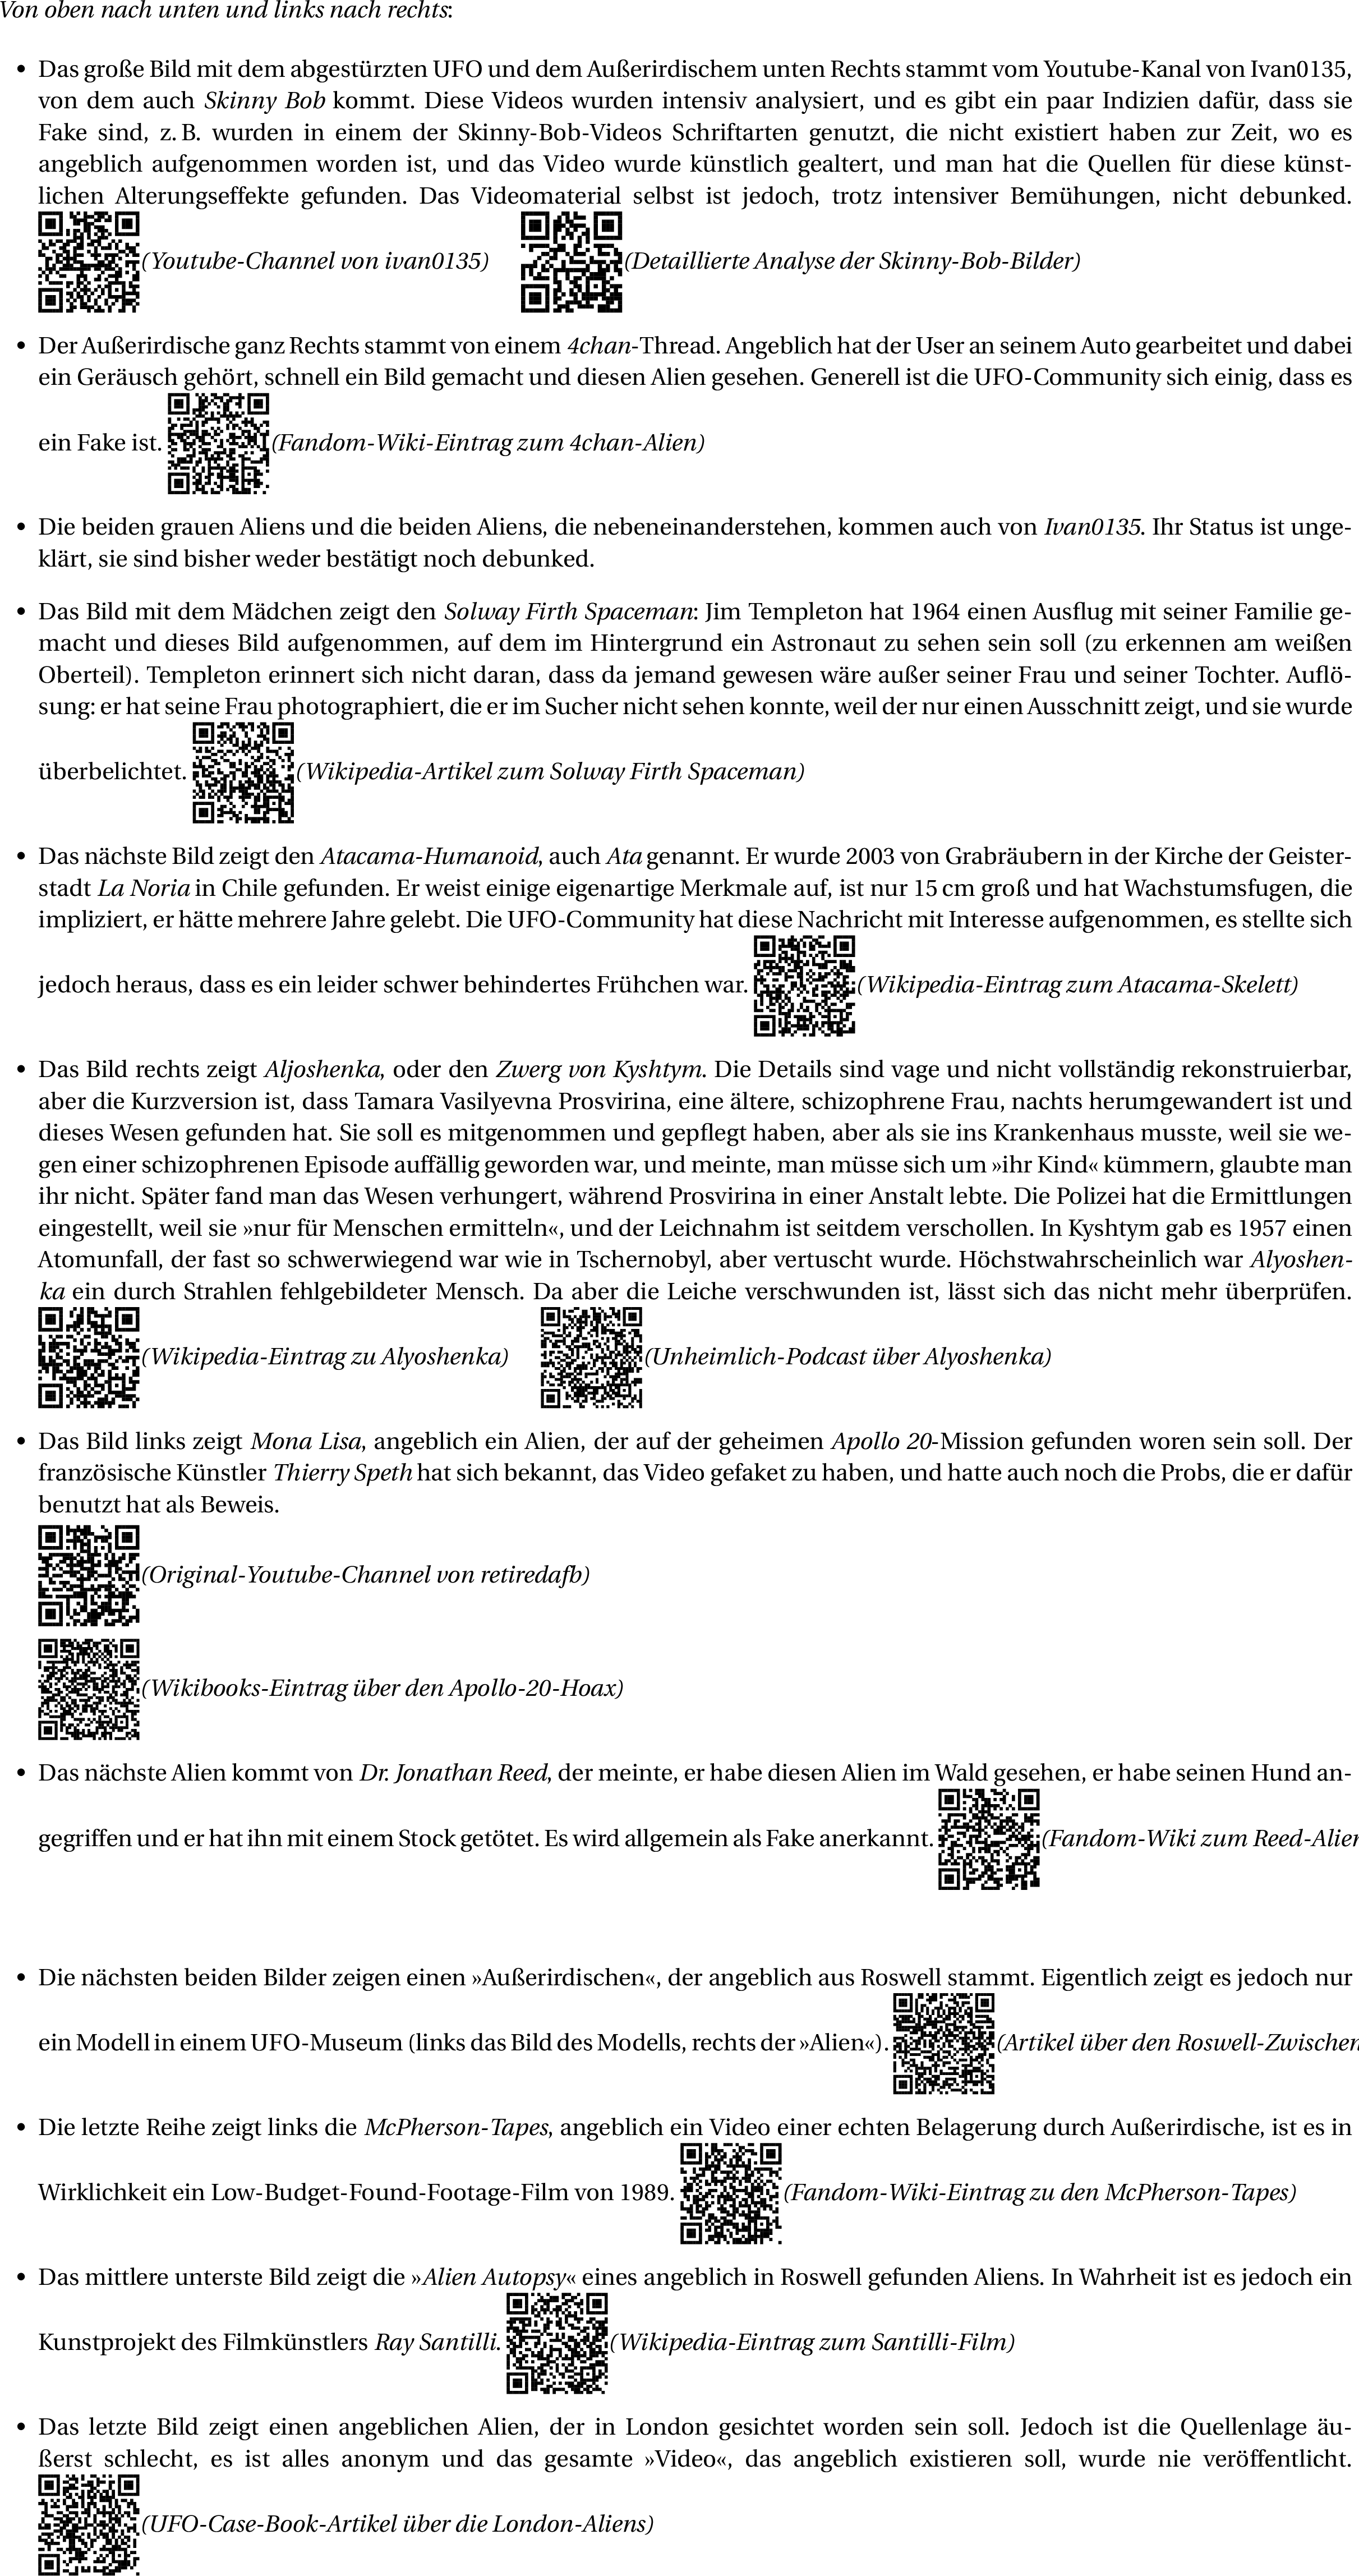 Von oben nach unten und links nach rechts:
• Das große Bild mit dem abgestürzten UFO und dem Außerirdischem unten Rechts stammt vom Youtube-Kanal von Ivan0135,
von dem auch Skinny Bob kommt. Diese Videos wurden intensiv analysiert, und es gibt ein paar Indizien dafür, dass sie
Fake sind, z. B. wurden in einem der Skinny-Bob-Videos Schriftarten genutzt, die nicht existiert haben zur Zeit, wo es
angeblich aufgenommen worden ist, und das Video wurde künstlich gealtert, und man hat die Quellen für diese künst-
lichen Alterungseffekte gefunden. Das Videomaterial selbst ist jedoch, trotz intensiver Bemühungen, nicht debunked.
(Youtube-Channel von ivan0135) (Detaillierte Analyse der Skinny-Bob-Bilder)
• Der Außerirdische ganz Rechts stammt von einem 4chan-Thread. Angeblich hat der User an seinem Auto gearbeitet und dabei
ein Geräusch gehört, schnell ein Bild gemacht und diesen Alien gesehen. Generell ist die UFO-Community sich einig, dass es
ein Fake ist. (Fandom-Wiki-Eintrag zum 4chan-Alien)
• Die beiden grauen Aliens und die beiden Aliens, die nebeneinanderstehen, kommen auch von Ivan0135. Ihr Status ist unge-
klärt, sie sind bisher weder bestätigt noch debunked.
• Das Bild mit dem Mädchen zeigt den Solway Firth Spaceman: Jim Templeton hat 1964 einen Ausflug mit seiner Familie ge-
macht und dieses Bild aufgenommen, auf dem im Hintergrund ein Astronaut zu sehen sein soll (zu erkennen am weißen
Oberteil). Templeton erinnert sich nicht daran, dass da jemand gewesen wäre außer seiner Frau und seiner Tochter. Auflö-
sung: er hat seine Frau photographiert, die er im Sucher nicht sehen konnte, weil der nur einen Ausschnitt zeigt, und sie wurde
überbelichtet. (Wikipedia-Artikel zum Solway Firth Spaceman)
• Das nächste Bild zeigt den Atacama-Humanoid, auch Ata genannt. Er wurde 2003 von Grabräubern in der Kirche der Geister-
stadt La Noria in Chile gefunden. Er weist einige eigenartige Merkmale auf, ist nur 15 cm groß und hat Wachstumsfugen, die
impliziert, er hätte mehrere Jahre gelebt. Die UFO-Community hat diese Nachricht mit Interesse aufgenommen, es stellte sich
jedoch heraus, dass es ein leider schwer behindertes Frühchen war. (Wikipedia-Eintrag zum Atacama-Skelett)
• Das Bild rechts zeigt Aljoshenka, oder den Zwerg von Kyshtym. Die Details sind vage und nicht vollständig rekonstruierbar,
aber die Kurzversion ist, dass Tamara Vasilyevna Prosvirina, eine ältere, schizophrene Frau, nachts herumgewandert ist und
dieses Wesen gefunden hat. Sie soll es mitgenommen und gepflegt haben, aber als sie ins Krankenhaus musste, weil sie we-
gen einer schizophrenen Episode auffällig geworden war, und meinte, man müsse sich um »ihr Kind« kümmern, glaubte man
ihr nicht. Später fand man das Wesen verhungert, während Prosvirina in einer Anstalt lebte. Die Polizei hat die Ermittlungen
eingestellt, weil sie »nur für Menschen ermitteln«, und der Leichnahm ist seitdem verschollen. In Kyshtym gab es 1957 einen
Atomunfall, der fast so schwerwiegend war wie in Tschernobyl, aber vertuscht wurde. Höchstwahrscheinlich war Alyoshen-
ka ein durch Strahlen fehlgebildeter Mensch. Da aber die Leiche verschwunden ist, lässt sich das nicht mehr überprüfen.
(Wikipedia-Eintrag zu Alyoshenka) (Unheimlich-Podcast über Alyoshenka)
• Das Bild links zeigt Mona Lisa, angeblich ein Alien, der auf der geheimen Apollo 20-Mission gefunden woren sein soll. Der
französische Künstler Thierry Speth hat sich bekannt, das Video gefaket zu haben, und hatte auch noch die Probs, die er dafür
benutzt hat als Beweis.
(Original-Youtube-Channel von retiredafb)
(Wikibooks-Eintrag über den Apollo-20-Hoax)
• Das nächste Alien kommt von Dr. Jonathan Reed, der meinte, er habe diesen Alien im Wald gesehen, er habe seinen Hund an-
gegriffen und er hat ihn mit einem Stock getötet. Es wird allgemein als Fake anerkannt. (Fandom-Wiki zum Reed-Alien
• Die nächsten beiden Bilder zeigen einen »Außerirdischen«, der angeblich aus Roswell stammt. Eigentlich zeigt es jedoch nur
ein Modell in einem UFO-Museum (links das Bild des Modells, rechts der »Alien«). (Artikel über den Roswell-Zwischen
• Die letzte Reihe zeigt links die McPherson-Tapes, angeblich ein Video einer echten Belagerung durch Außerirdische, ist es in
Wirklichkeit ein Low-Budget-Found-Footage-Film von 1989. (Fandom-Wiki-Eintrag zu den McPherson-Tapes)
• Das mittlere unterste Bild zeigt die »Alien Autopsy« eines angeblich in Roswell gefunden Aliens. In Wahrheit ist es jedoch ein
Kunstprojekt des Filmkünstlers Ray Santilli. (Wikipedia-Eintrag zum Santilli-Film)
• Das letzte Bild zeigt einen angeblichen Alien, der in London gesichtet worden sein soll. Jedoch ist die Quellenlage äu-
ßerst schlecht, es ist alles anonym und das gesamte »Video«, das angeblich existieren soll, wurde nie veröffentlicht.
(UFO-Case-Book-Artikel über die London-Aliens)